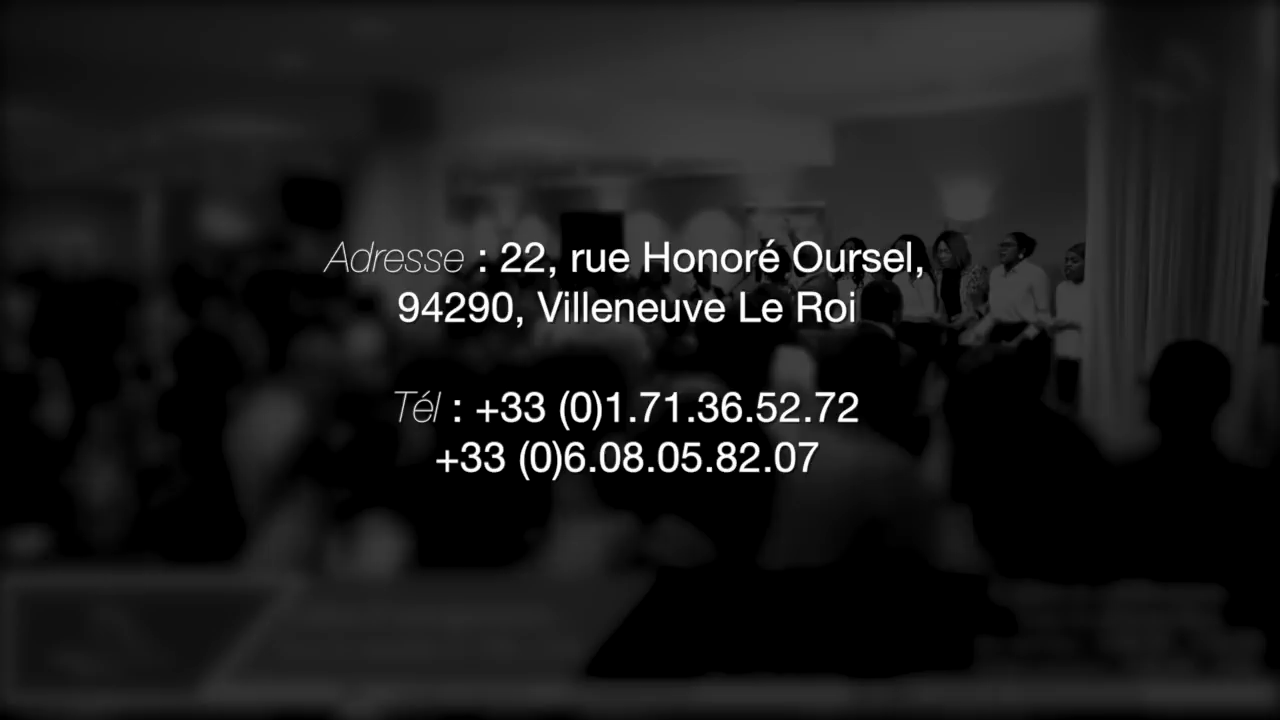 Adresse : 22, rue Honoré Oursel,
94290, Villeneuve Le Roi
Tél : +33 (0)1.71.36.52.72
+33 (0)6.08.05.82.07